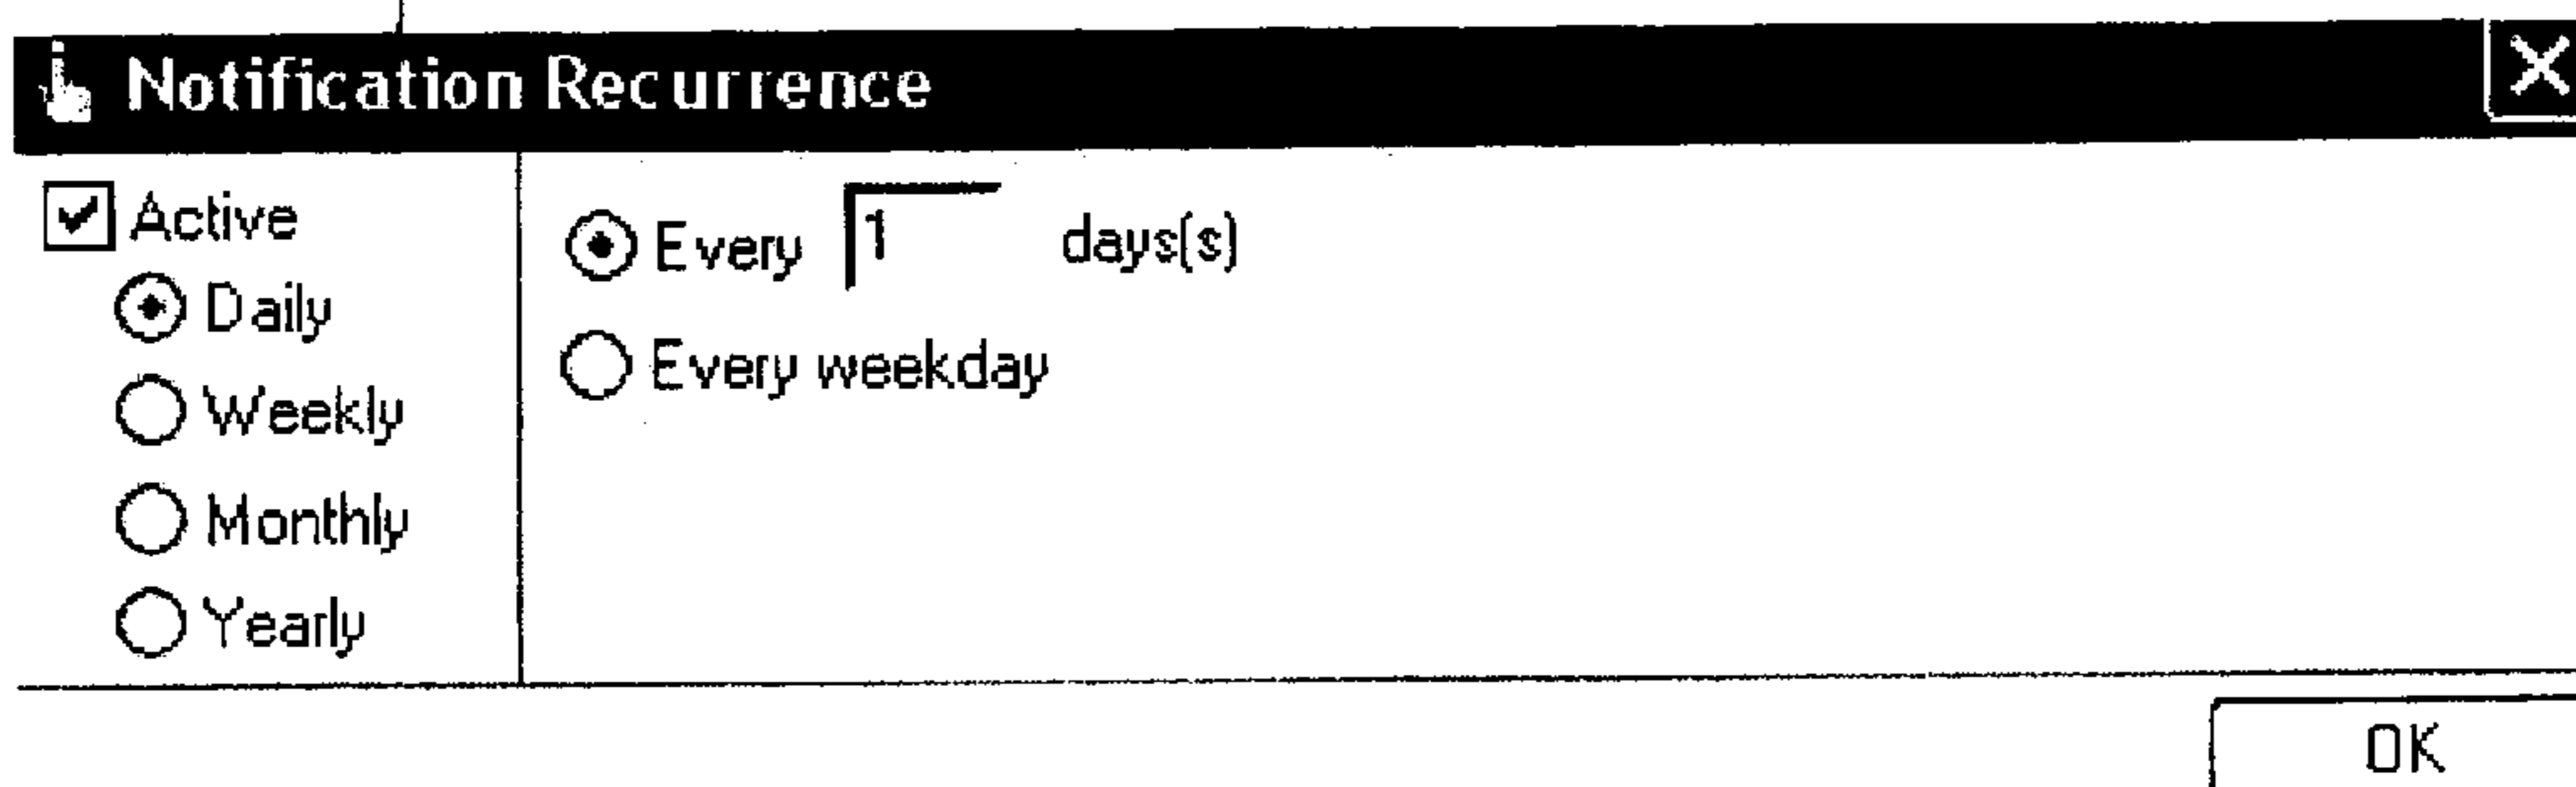 Notification Recurrence
Active
Daily
Weekly
Monthly
Yearly
Every 1 days(s)
Every weekday
OK